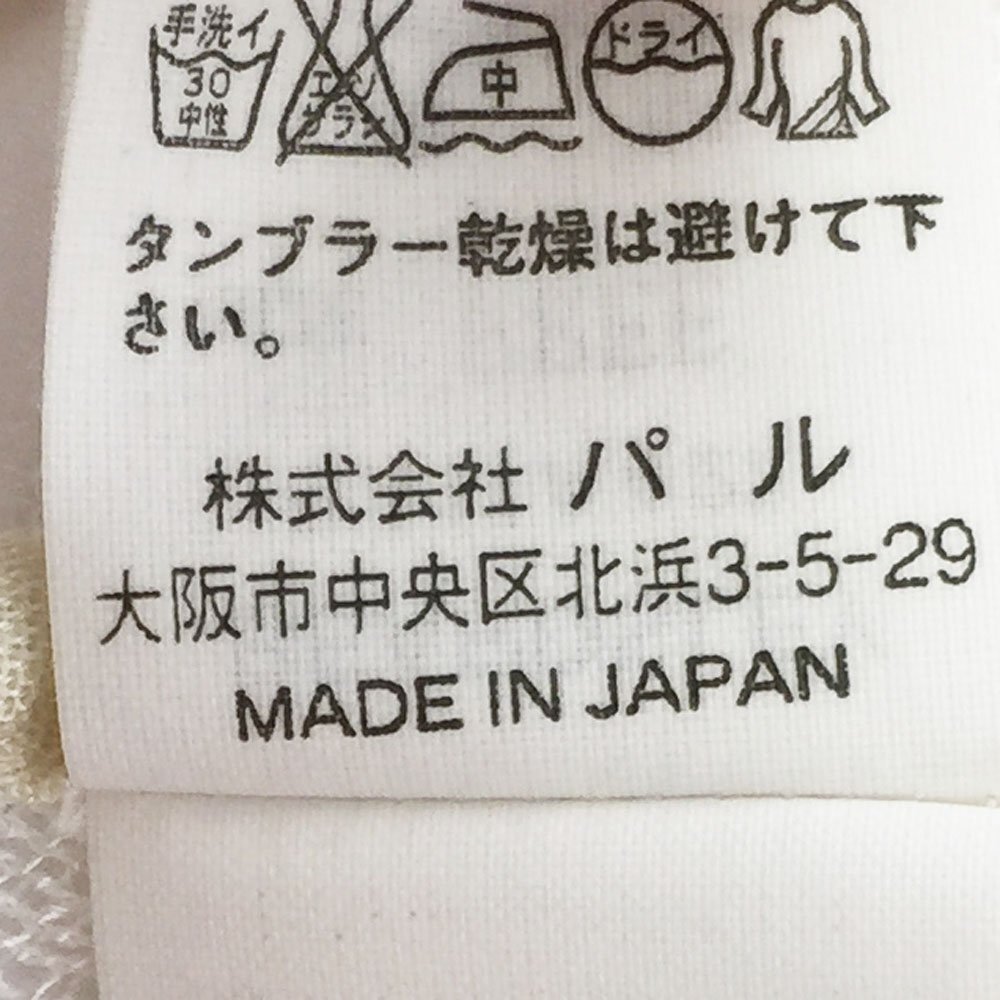 手洗イ
30
中性
エンソ
サラシ
中
ドライ
タンブラー乾燥は避けて下
さい。
株式会社 パル
大阪市中央区北浜3-5-29
MADE IN JAPAN